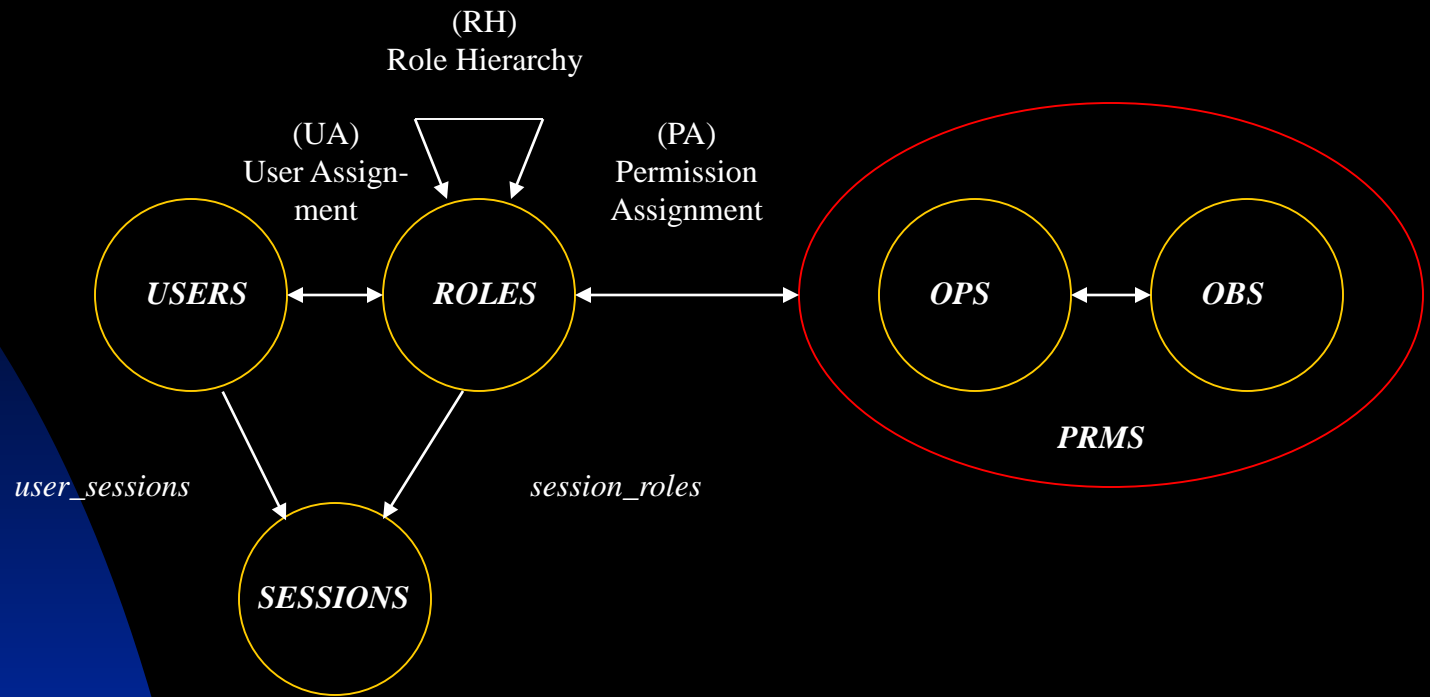 (RH)
Role Hierarchy
(UA)
User Assign-
ment
(PA)
Permission
Assignment
USERS
ROLES
OPS
OBS
PRMS
user_sessions
session_roles
SESSIONS